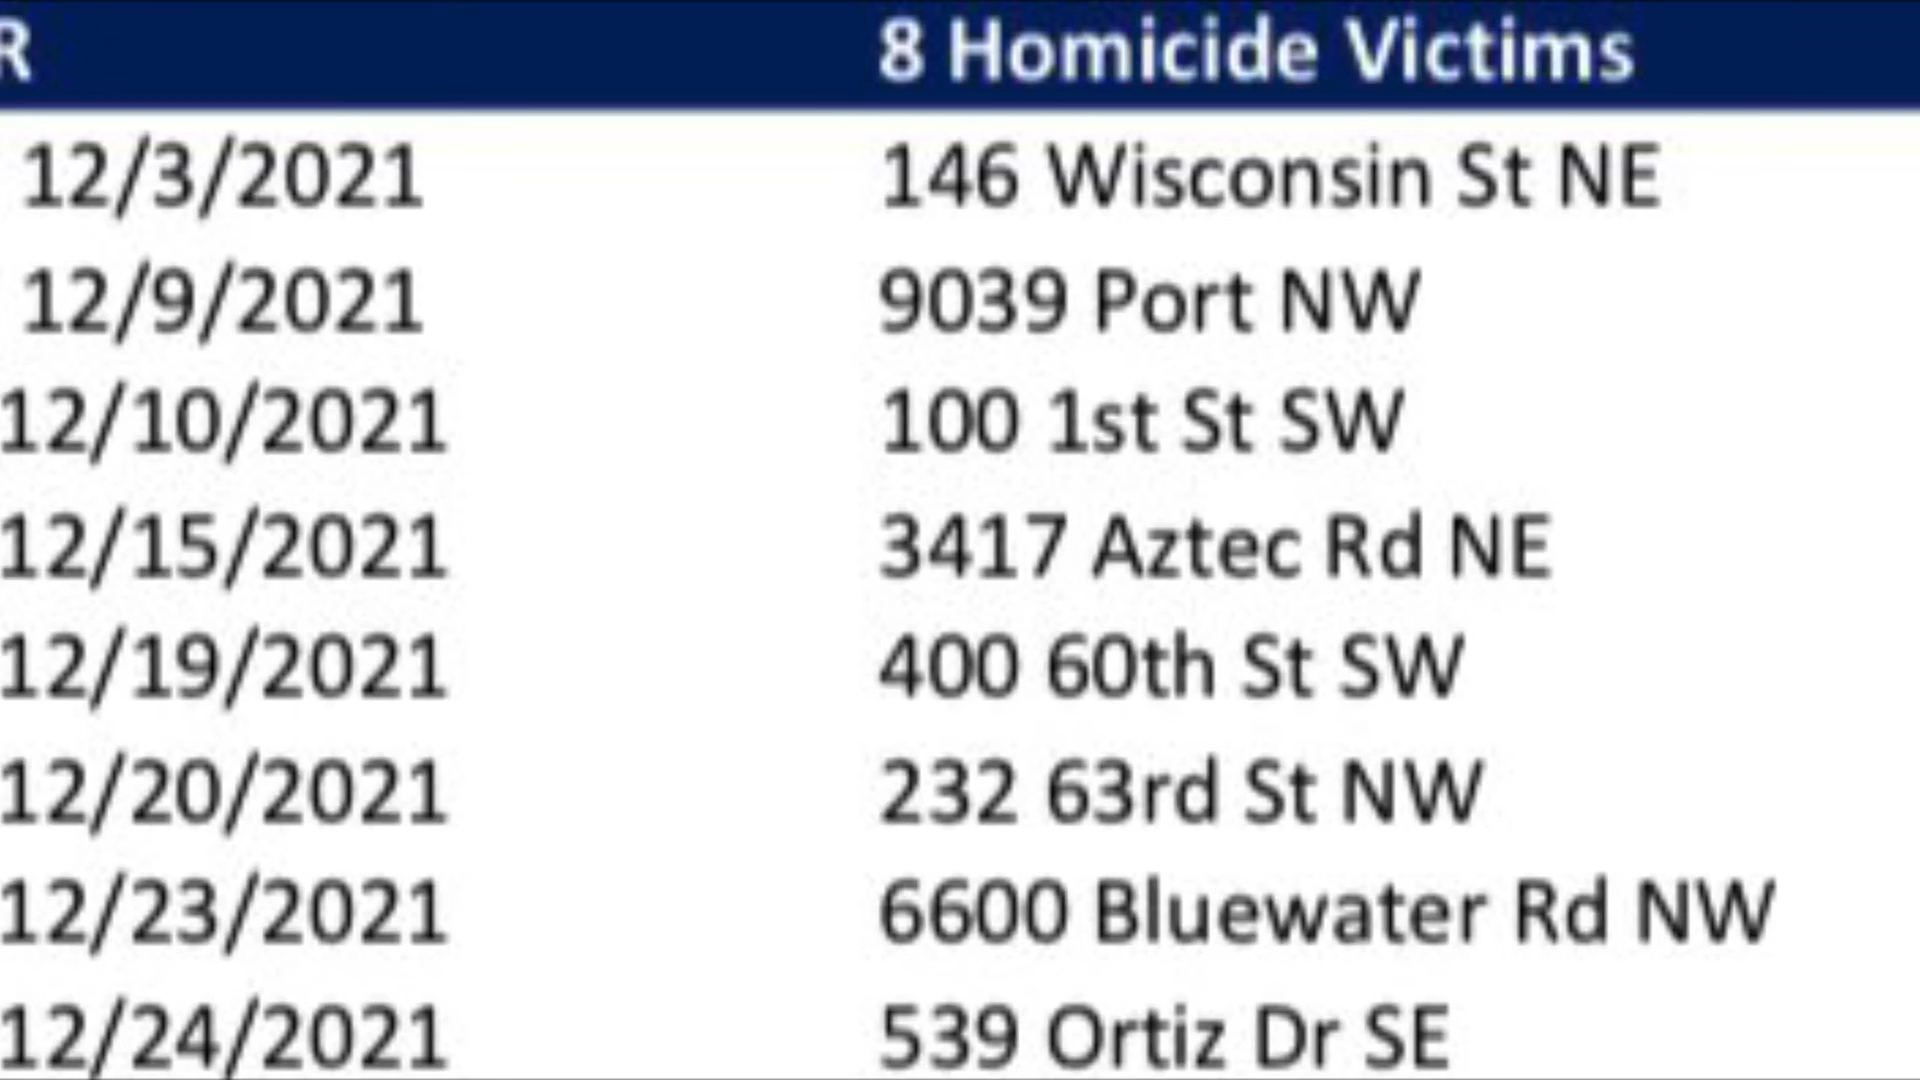 R 8 Homicide Victims
12/3/2021 146 Wisconsin St NE
12/9/2021 9039 Port NW
12/10/2021 100 1st St SW
12/15/2021 3417 Aztec Rd NE
12/19/2021 400 60th St SW
12/20/2021 232 63rd St NW
12/23/2021 6600 Bluewater Rd NW
12/24/2021 539 Ortiz Dr SE